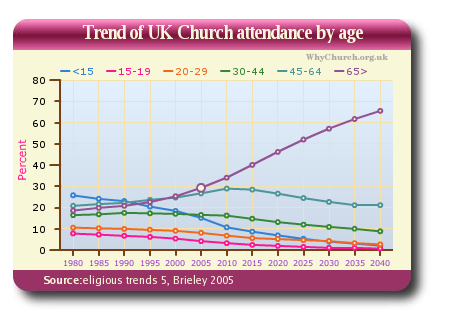 Trend of UK Church attendance by age
WhyChurch.org.uk
<15 15-19 20-29 30-44 45-64 65>
80
70
60
50
40
30
20
10
0
Percent
1980 1985 1990 1995 2000 2005 2010 2015 2020 2025 2030 2035 2040
Source:eligious trends 5, Brieley 2005